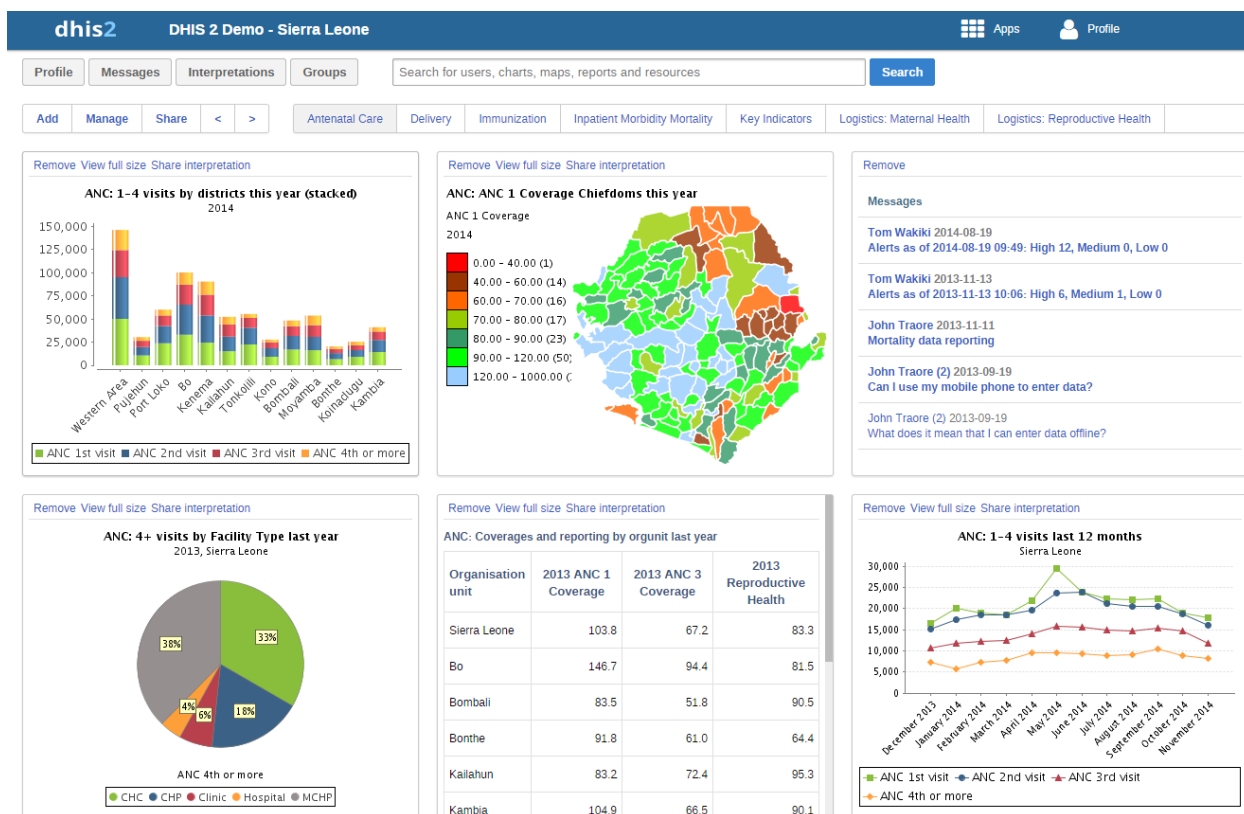 dhis2 DHIS 2 Demo - Sierra Leone Apps Profile
Profile Messages Interpretations Groups Search for users, charts, maps, reports and resources Search
Add Manage Share < > Antenatal Care Delivery Immunization Inpatient Morbidity Mortality Key Indicators Logistics: Maternal Health Logistics: Reproductive Health
Remove View full size Share interpretation
ANC: 1-4 visits by districts this year (stacked)
2014
150,000
125,000
100,000
75,000
50,000
25,000
0
Western Area
Pujehun
Port Loko
Bo
Kenema
Kailahun
Tonkolili
Kono
Bombali
Moyamba
Bonthe
Koinadugu
Kambia
ANC 1st visit ANC 2nd visit ANC 3rd visit ANC 4th or more
Remove View full size Share interpretation
ANC: ANC 1 Coverage Chiefdoms this year
ANC 1 Coverage
2014
0.00 - 40.00 (1)
40.00 - 60.00 (14)
60.00 - 70.00 (16)
70.00 - 80.00 (17)
80.00 - 90.00 (23)
90.00 - 120.00 (50)
120.00 - 1000.00 (
Remove
Messages
Tom Wakiki 2014-08-19
Alerts as of 2014-08-19 09:49: High 12, Medium 0, Low 0
Tom Wakiki 2013-11-13
Alerts as of 2013-11-13 10:06: High 6, Medium 1, Low 0
John Traore 2013-11-11
Mortality data reporting
John Traore (2) 2013-09-19
Can I use my mobile phone to enter data?
John Traore (2) 2013-09-19
What does it mean that I can enter data offline?
Remove View full size Share interpretation
ANC: 4+ visits by Facility Type last year
2013, Sierra Leone
38%
33%
4%
6%
18%
ANC 4th or more
CHC CHP Clinic Hospital MCHP
Remove View full size Share interpretation
ANC: Coverages and reporting by orgunit last year
Organisation unit 2013 ANC 1 Coverage 2013 ANC 3 Coverage 2013 Reproductive Health
Sierra Leone 103.8 67.2 83.3
Bo 146.7 94.4 81.5
Bombali 83.5 51.8 90.5
Bonthe 91.8 61.0 64.4
Kailahun 83.2 72.4 95.3
Kambia 104.9 66.5 90.1
Remove View full size Share interpretation
ANC: 1-4 visits last 12 months
Sierra Leone
30,000
25,000
20,000
15,000
10,000
5,000
0
December 2013
January 2014
February 2014
March 2014
April 2014
May 2014
June 2014
July 2014
August 2014
September 2014
October 2014
November 2014
ANC 1st visit ANC 2nd visit ANC 3rd visit
ANC 4th or more